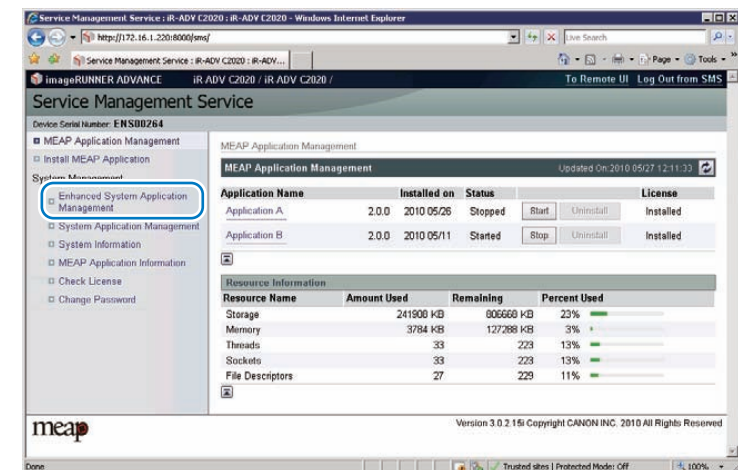 Service Management Service : iR-ADV C2020 : iR-ADV C2020 - Windows Internet Explorer
http://172.16.1.220:8000/sms/
Live Search
Service Management Service : iR-ADV C2020 : iR-ADV...
Page Tools
imageRUNNER ADVANCE iR ADV C2020 / iR ADV C2020 /
To Remote UI Log Out from SMS
Service Management Service
Device Serial Number: ENS00264
MEAP Application Management
Install MEAP Application
System Management
Enhanced System Application
Management
System Application Management
System Information
MEAP Application Information
Check License
Change Password
MEAP Application Management
MEAP Application Management Updated On:2010 05/27 12:11:33
Application Name Installed on Status License
Application A 2.0.0 2010 05/26 Stopped Start Uninstall Installed
Application B 2.0.0 2010 05/11 Started Stop Uninstall Installed
Resource Information
Resource Name Amount Used Remaining Percent Used
Storage 241908 KB 806668 KB 23%
Memory 3784 KB 127288 KB 3%
Threads 33 223 13%
Sockets 33 223 13%
File Descriptors 27 229 11%
meap
Version 3.0.2.15i Copyright CANON INC. 2010 All Rights Reserved
Done Trusted sites | Protected Mode: Off 100%